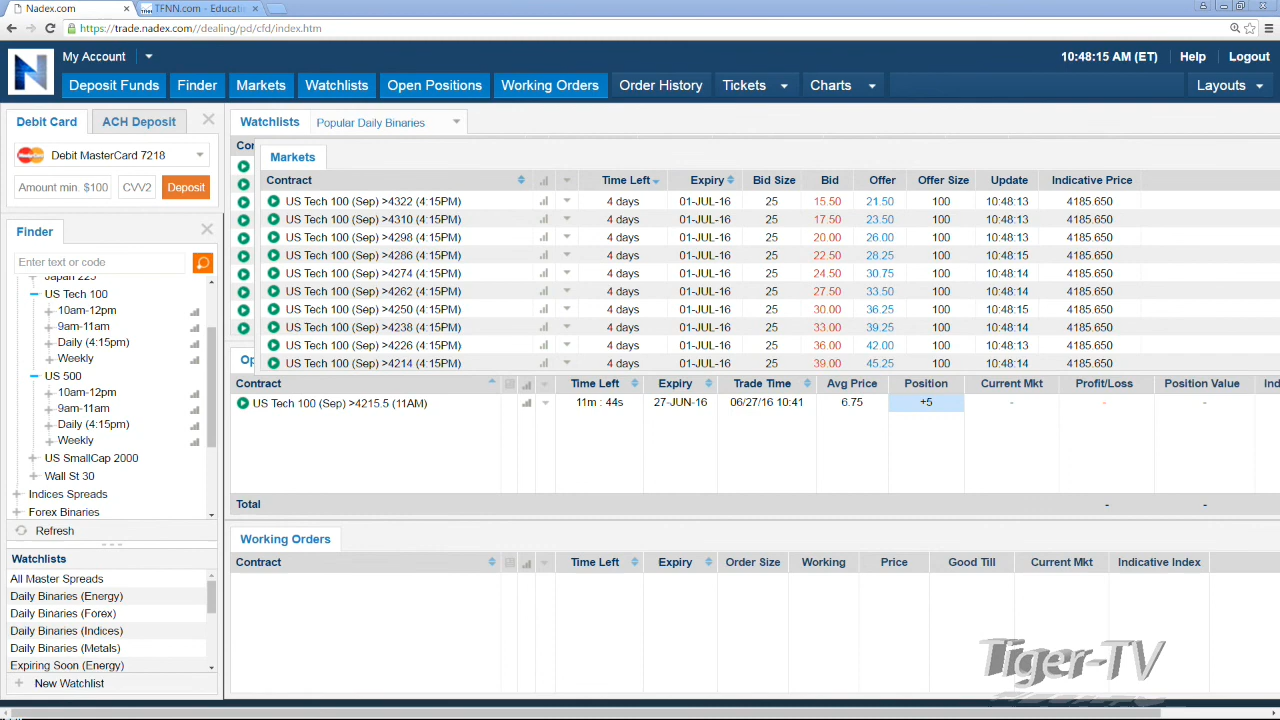 Nadex.com
TFNN.com - Educati
https://trade.nadex.com//dealing/pd/cfd/index.htm
My Account
10:48:15 AM (ET) Help Logout
Deposit Funds Finder Markets Watchlists Open Positions Working Orders Order History Tickets Charts Layouts
Debit Card ACH Deposit
Debit MasterCard 7218
Amount min. $100 CVV2 Deposit
Finder
Enter text or code
Japan 225
US Tech 100
10am-12pm
9am-11am
Daily (4:15pm)
Weekly
US 500
10am-12pm
9am-11am
Daily (4:15pm)
Weekly
US SmallCap 2000
Wall St 30
Indices Spreads
Forex Binaries
Refresh
Watchlists
All Master Spreads
Daily Binaries (Energy)
Daily Binaries (Forex)
Daily Binaries (Indices)
Daily Binaries (Metals)
Expiring Soon (Energy)
New Watchlist
Watchlists Popular Daily Binaries
Markets
Contract Time Left Expiry Bid Size Bid Offer Offer Size Update Indicative Price
US Tech 100 (Sep) >4322 (4:15PM) 4 days 01-JUL-16 25 15.50 21.50 100 10:48:13 4185.650
US Tech 100 (Sep) >4310 (4:15PM) 4 days 01-JUL-16 25 17.50 23.50 100 10:48:13 4185.650
US Tech 100 (Sep) >4298 (4:15PM) 4 days 01-JUL-16 25 20.00 26.00 100 10:48:13 4185.650
US Tech 100 (Sep) >4286 (4:15PM) 4 days 01-JUL-16 25 22.50 28.25 100 10:48:15 4185.650
US Tech 100 (Sep) >4274 (4:15PM) 4 days 01-JUL-16 25 24.50 30.75 100 10:48:14 4185.650
US Tech 100 (Sep) >4262 (4:15PM) 4 days 01-JUL-16 25 27.50 33.50 100 10:48:14 4185.650
US Tech 100 (Sep) >4250 (4:15PM) 4 days 01-JUL-16 25 30.00 36.25 100 10:48:15 4185.650
US Tech 100 (Sep) >4238 (4:15PM) 4 days 01-JUL-16 25 33.00 39.25 100 10:48:14 4185.650
US Tech 100 (Sep) >4226 (4:15PM) 4 days 01-JUL-16 25 36.00 42.00 100 10:48:14 4185.650
US Tech 100 (Sep) >4214 (4:15PM) 4 days 01-JUL-16 25 39.00 45.25 100 10:48:14 4185.650
Contract Time Left Expiry Trade Time Avg Price Position Current Mkt Profit/Loss Position Value Ind
US Tech 100 (Sep) >4215.5 (11AM) 11m : 44s 27-JUN-16 06/27/16 10:41 6.75 +5 - - -
Total - -
Working Orders
Contract Time Left Expiry Order Size Working Price Good Till Current Mkt Indicative Index
Tiger-TV